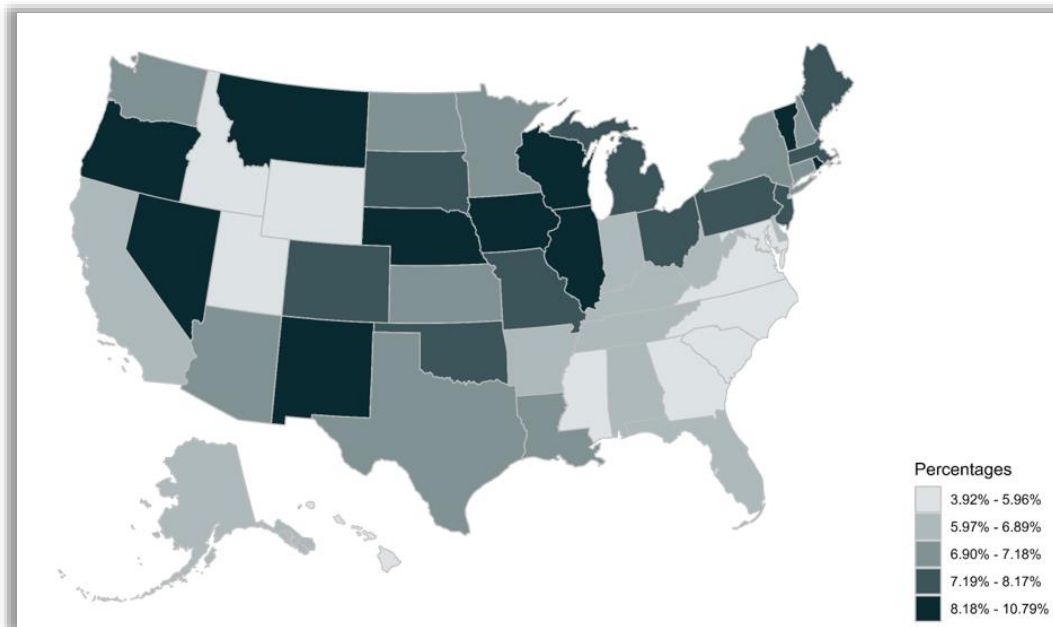 Percentages
3.92% - 5.96%
5.97% - 6.89%
6.90% - 7.18%
7.19% - 8.17%
8.18% - 10.79%